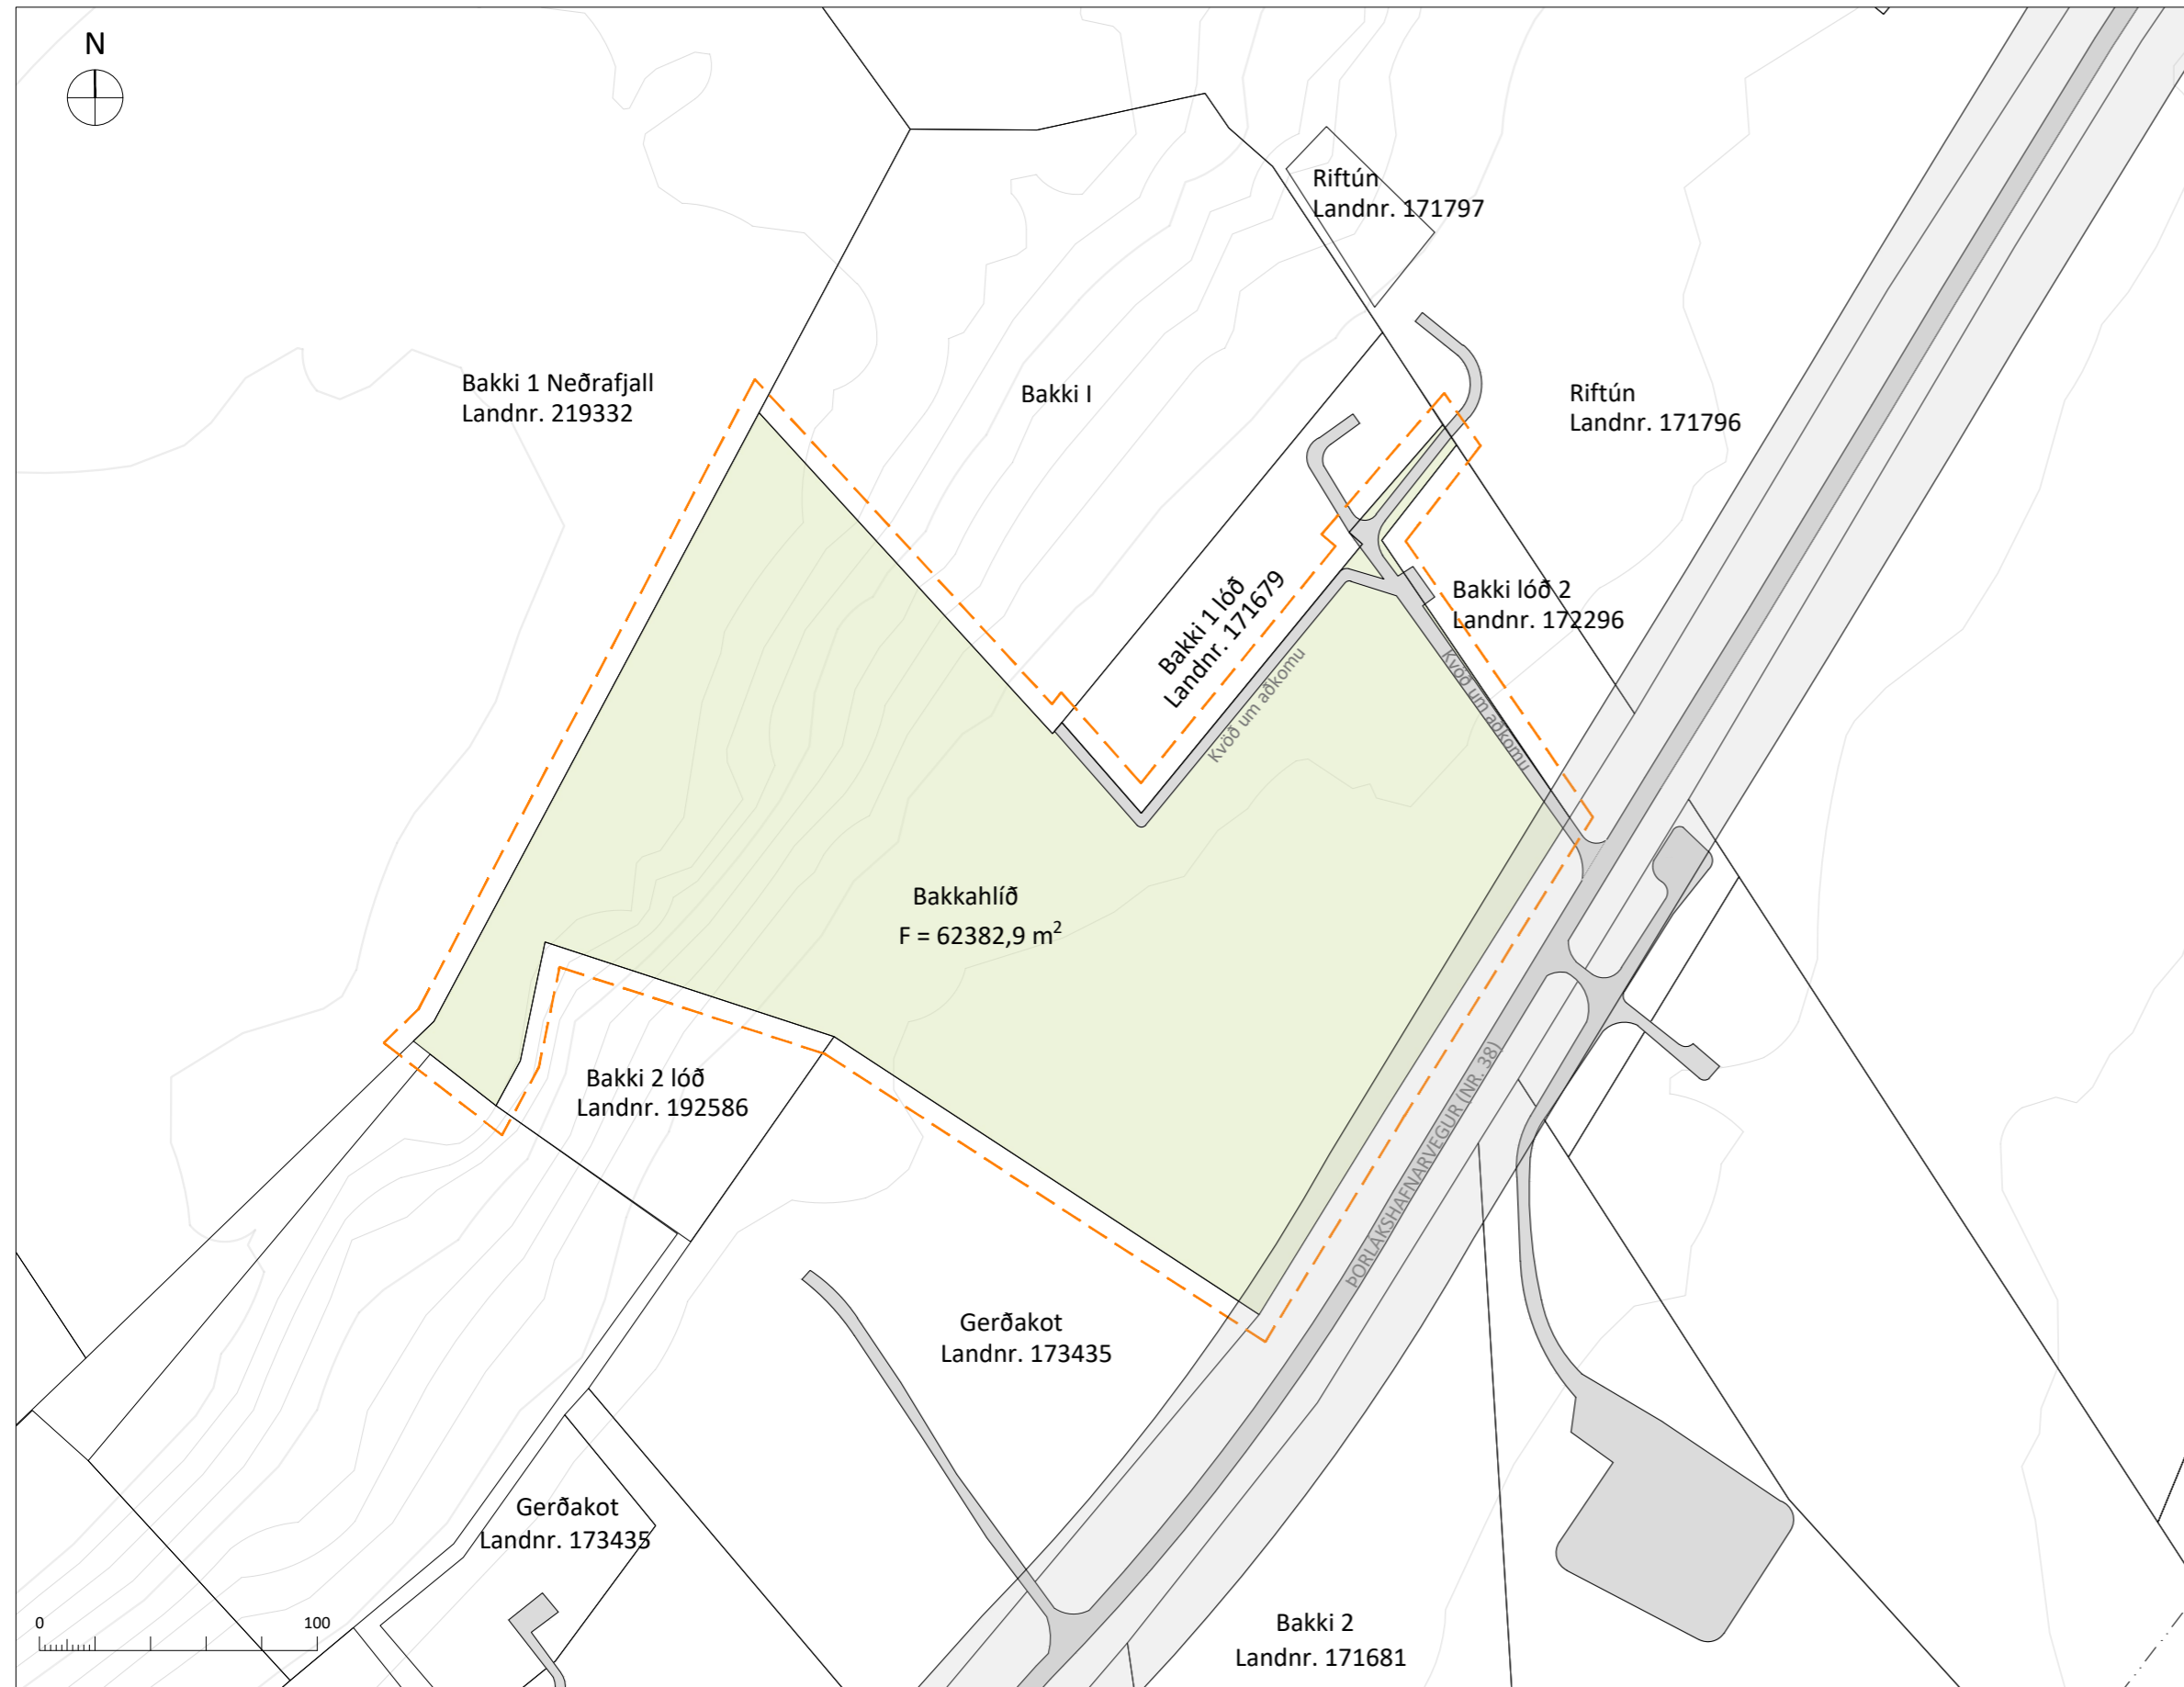 N
Riftún
Landnr. 171797
Bakki 1 Neðrafjall
Landnr. 219332
Bakki I
Riftún
Landnr. 171796
Bakki 1 lóð
Landnr. 171679
Bakki lóð 2
Landnr. 172296
Kvöð um aðkomu
Kvöð um aðkomu
Bakkahlíð
F = 62382,9 m²
Bakki 2 lóð
Landnr. 192586
ÞORLÁKSHAFNARVEGUR (NR. 38)
Gerðakot
Landnr. 173435
Gerðakot
Landnr. 173435
Bakki 2
Landnr. 171681
0 100